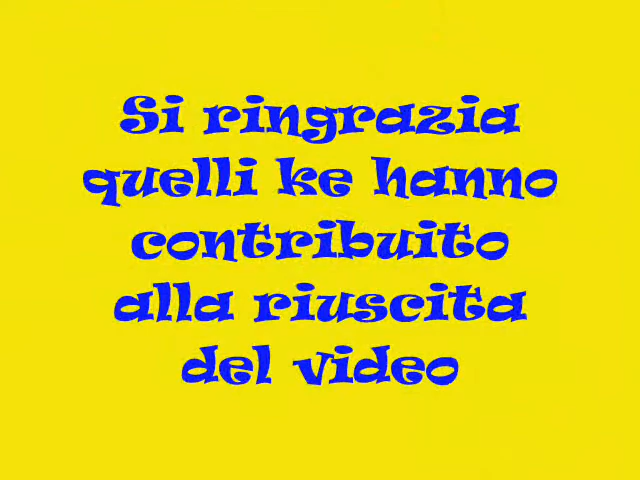 Si ringrazia
quelli ke hanno
contribuito
alla riuscita
del video